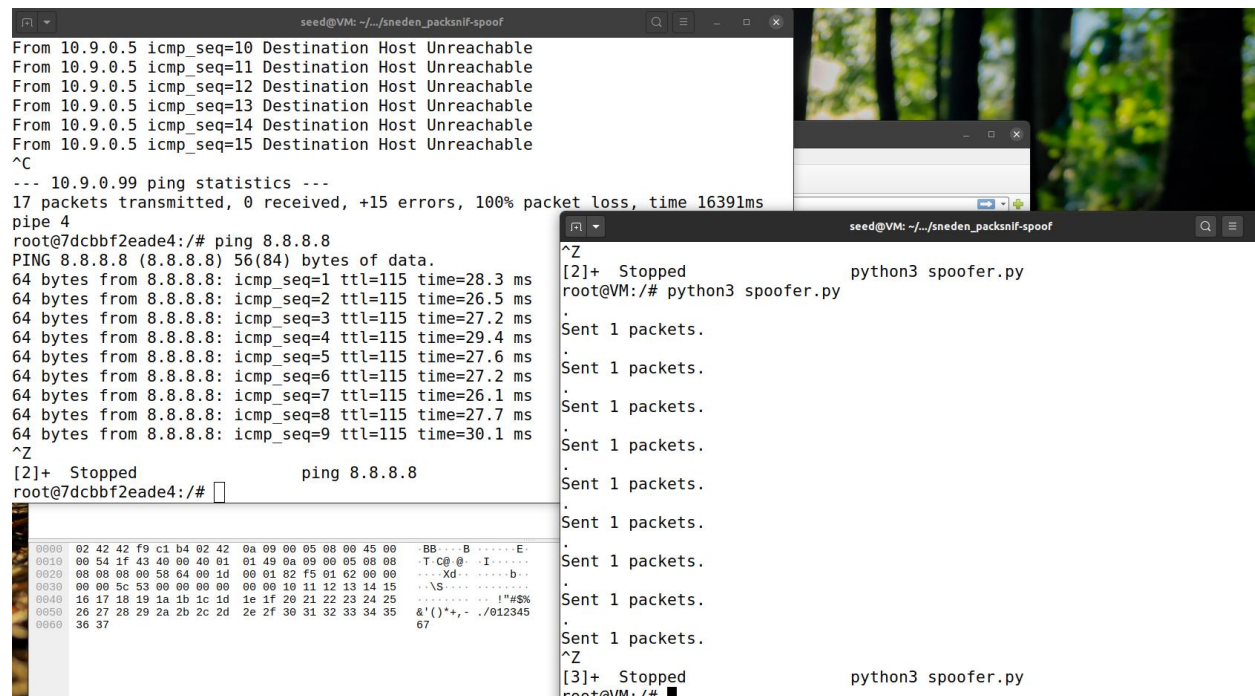 seed@VM: ~/.../sneden_packsnif-spoof
From 10.9.0.5 icmp_seq=10 Destination Host Unreachable
From 10.9.0.5 icmp_seq=11 Destination Host Unreachable
From 10.9.0.5 icmp_seq=12 Destination Host Unreachable
From 10.9.0.5 icmp_seq=13 Destination Host Unreachable
From 10.9.0.5 icmp_seq=14 Destination Host Unreachable
From 10.9.0.5 icmp_seq=15 Destination Host Unreachable
^C
--- 10.9.0.99 ping statistics ---
17 packets transmitted, 0 received, +15 errors, 100% packet loss, time 16391ms
pipe 4
root@7dcbbf2eade4:/# ping 8.8.8.8
PING 8.8.8.8 (8.8.8.8) 56(84) bytes of data.
64 bytes from 8.8.8.8: icmp_seq=1 ttl=115 time=28.3 ms
64 bytes from 8.8.8.8: icmp_seq=2 ttl=115 time=26.5 ms
64 bytes from 8.8.8.8: icmp_seq=3 ttl=115 time=27.2 ms
64 bytes from 8.8.8.8: icmp_seq=4 ttl=115 time=29.4 ms
64 bytes from 8.8.8.8: icmp_seq=5 ttl=115 time=27.6 ms
64 bytes from 8.8.8.8: icmp_seq=6 ttl=115 time=27.2 ms
64 bytes from 8.8.8.8: icmp_seq=7 ttl=115 time=26.1 ms
64 bytes from 8.8.8.8: icmp_seq=8 ttl=115 time=27.7 ms
64 bytes from 8.8.8.8: icmp_seq=9 ttl=115 time=30.1 ms
^Z
[2]+  Stopped                 ping 8.8.8.8
root@7dcbbf2eade4:/#
0000  02 42 42 f9 c1 b4 02 42  0a 09 00 05 08 00 45 00  ·BB····B ······E·
0010  00 54 1f 43 40 00 40 01  01 49 0a 09 00 05 08 08  ·T·C@·@· ·I······
0020  08 08 08 00 58 64 00 1d  00 01 82 f5 01 62 00 00  ····Xd·· ·····b··
0030  00 00 5c 53 00 00 00 00  00 00 10 11 12 13 14 15  ··\S···· ········
0040  16 17 18 19 1a 1b 1c 1d  1e 1f 20 21 22 23 24 25  ········ ·· !"#$%
0050  26 27 28 29 2a 2b 2c 2d  2e 2f 30 31 32 33 34 35  &'()*+,- ./012345
0060  36 37  67
seed@VM: ~/.../sneden_packsnif-spoof
^Z
[2]+  Stopped                 python3 spoofer.py
root@VM:/# python3 spoofer.py
.
Sent 1 packets.
.
Sent 1 packets.
.
Sent 1 packets.
.
Sent 1 packets.
.
Sent 1 packets.
.
Sent 1 packets.
.
Sent 1 packets.
.
Sent 1 packets.
.
Sent 1 packets.
^Z
[3]+  Stopped                 python3 spoofer.py
root@VM:/#